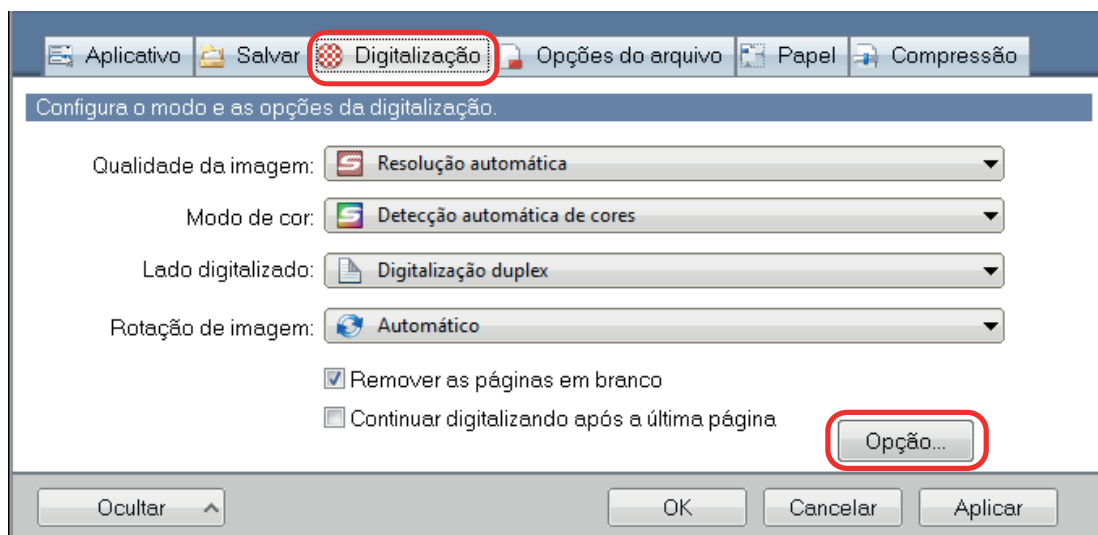 Aplicativo Salvar Digitalização Opções do arquivo Papel Compressão
Configura o modo e as opções da digitalização.
Qualidade da imagem: Resolução automática
Modo de cor: Detecção automática de cores
Lado digitalizado: Digitalização duplex
Rotação de imagem: Automático
Remover as páginas em branco
Continuar digitalizando após a última página
Opção...
Ocultar OK Cancelar Aplicar